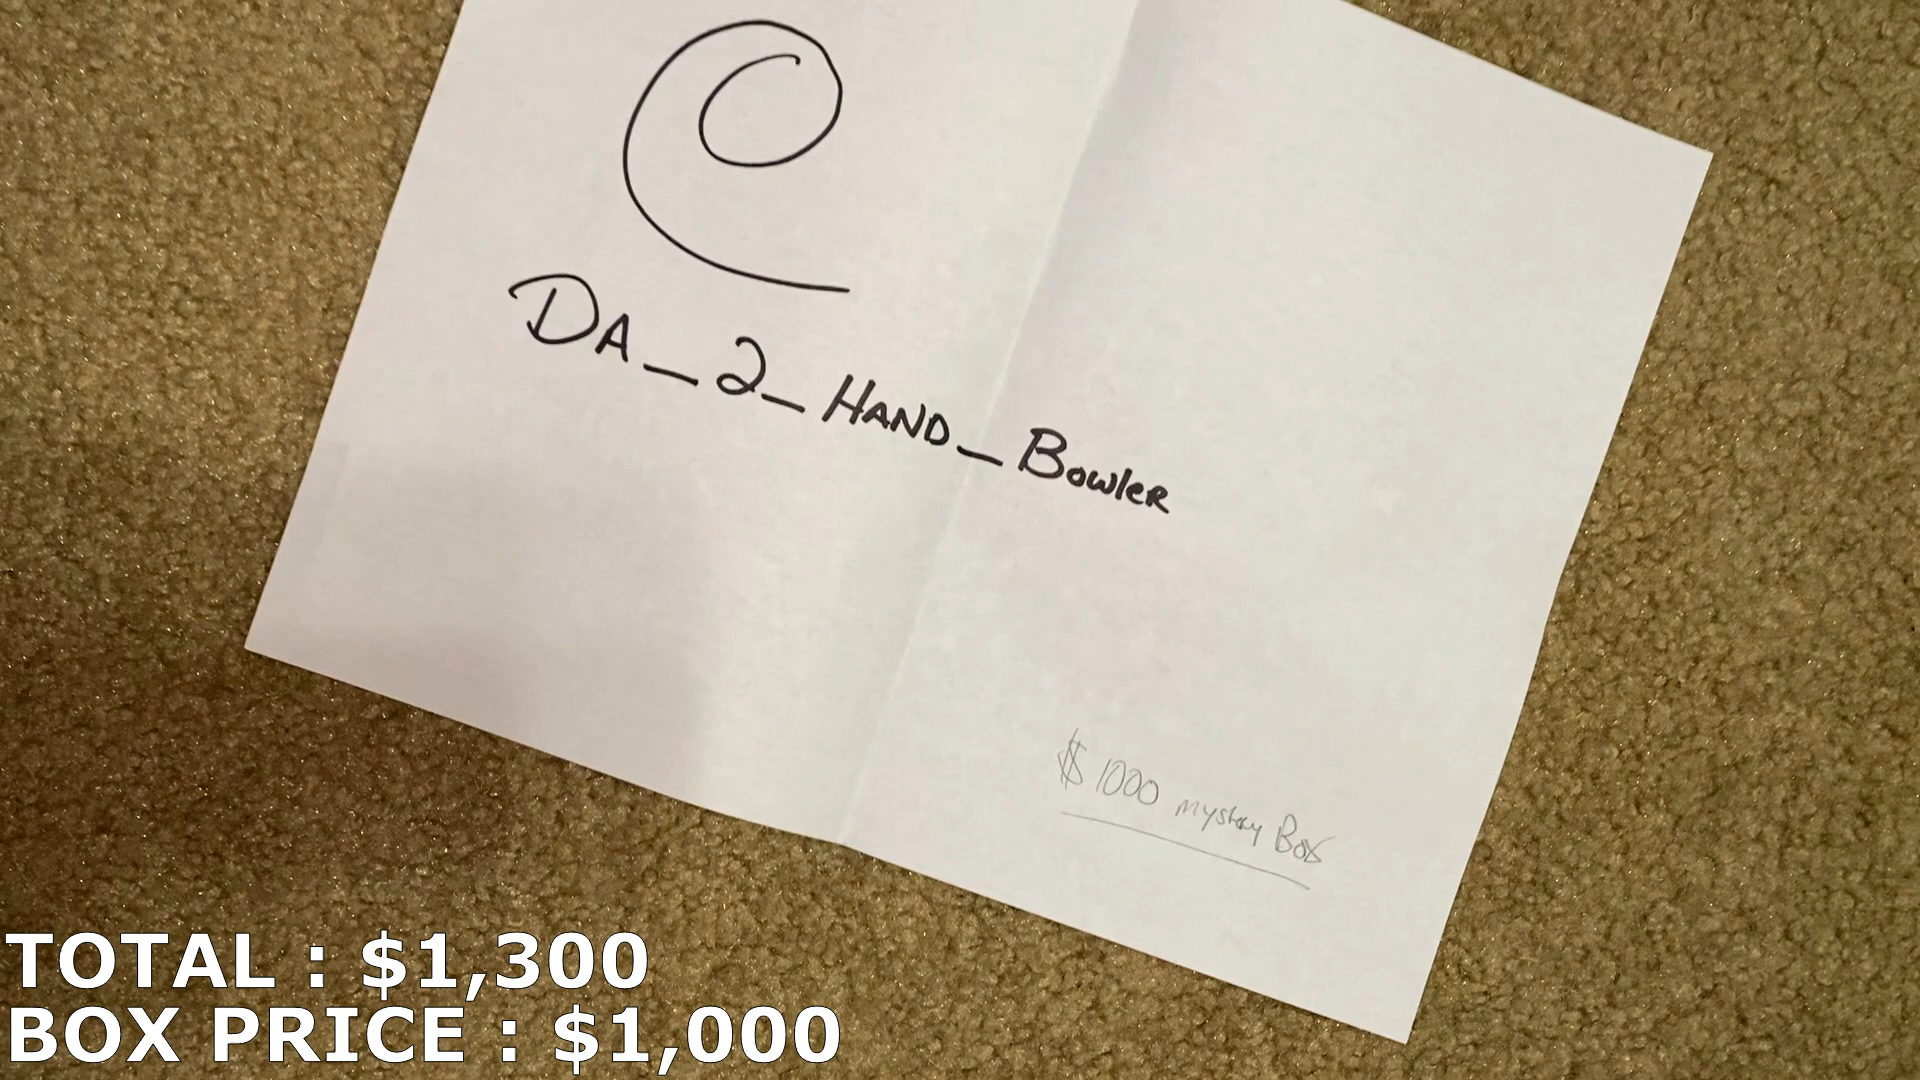 @
DA_2_HAND_Bowler
$1000 mystery Box
TOTAL : $1,300
BOX PRICE : $1,000